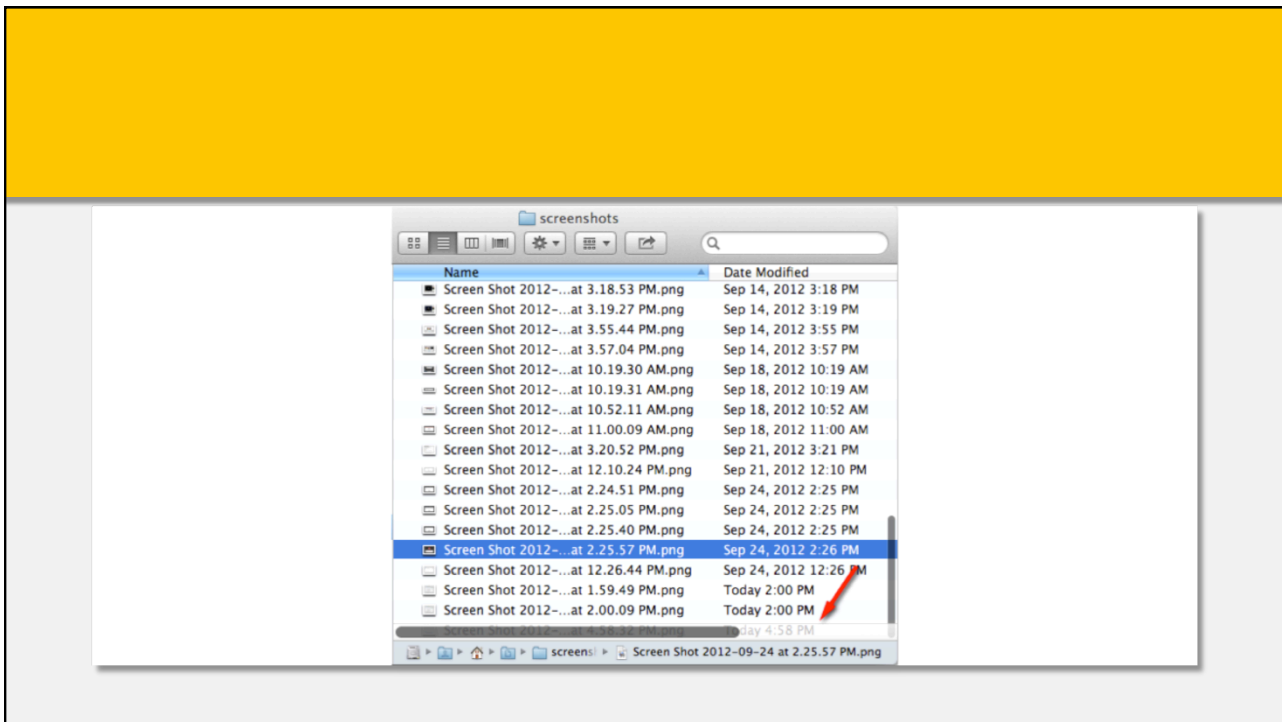 screenshots
Name Date Modified
Screen Shot 2012-...at 3.18.53 PM.png Sep 14, 2012 3:18 PM
Screen Shot 2012-...at 3.19.27 PM.png Sep 14, 2012 3:19 PM
Screen Shot 2012-...at 3.55.44 PM.png Sep 14, 2012 3:55 PM
Screen Shot 2012-...at 3.57.04 PM.png Sep 14, 2012 3:57 PM
Screen Shot 2012-...at 10.19.30 AM.png Sep 18, 2012 10:19 AM
Screen Shot 2012-...at 10.19.31 AM.png Sep 18, 2012 10:19 AM
Screen Shot 2012-...at 10.52.11 AM.png Sep 18, 2012 10:52 AM
Screen Shot 2012-...at 11.00.09 AM.png Sep 18, 2012 11:00 AM
Screen Shot 2012-...at 3.20.52 PM.png Sep 21, 2012 3:21 PM
Screen Shot 2012-...at 12.10.24 PM.png Sep 21, 2012 12:10 PM
Screen Shot 2012-...at 2.24.51 PM.png Sep 24, 2012 2:25 PM
Screen Shot 2012-...at 2.25.05 PM.png Sep 24, 2012 2:25 PM
Screen Shot 2012-...at 2.25.40 PM.png Sep 24, 2012 2:25 PM
Screen Shot 2012-...at 2.25.57 PM.png Sep 24, 2012 2:26 PM
Screen Shot 2012-...at 12.26.44 PM.png Sep 24, 2012 12:26 PM
Screen Shot 2012-...at 1.59.49 PM.png Today 2:00 PM
Screen Shot 2012-...at 2.00.09 PM.png Today 2:00 PM
Screen Shot 2012-...at 4.58.32 PM.png Today 4:58 PM
screens Screen Shot 2012-09-24 at 2.25.57 PM.png